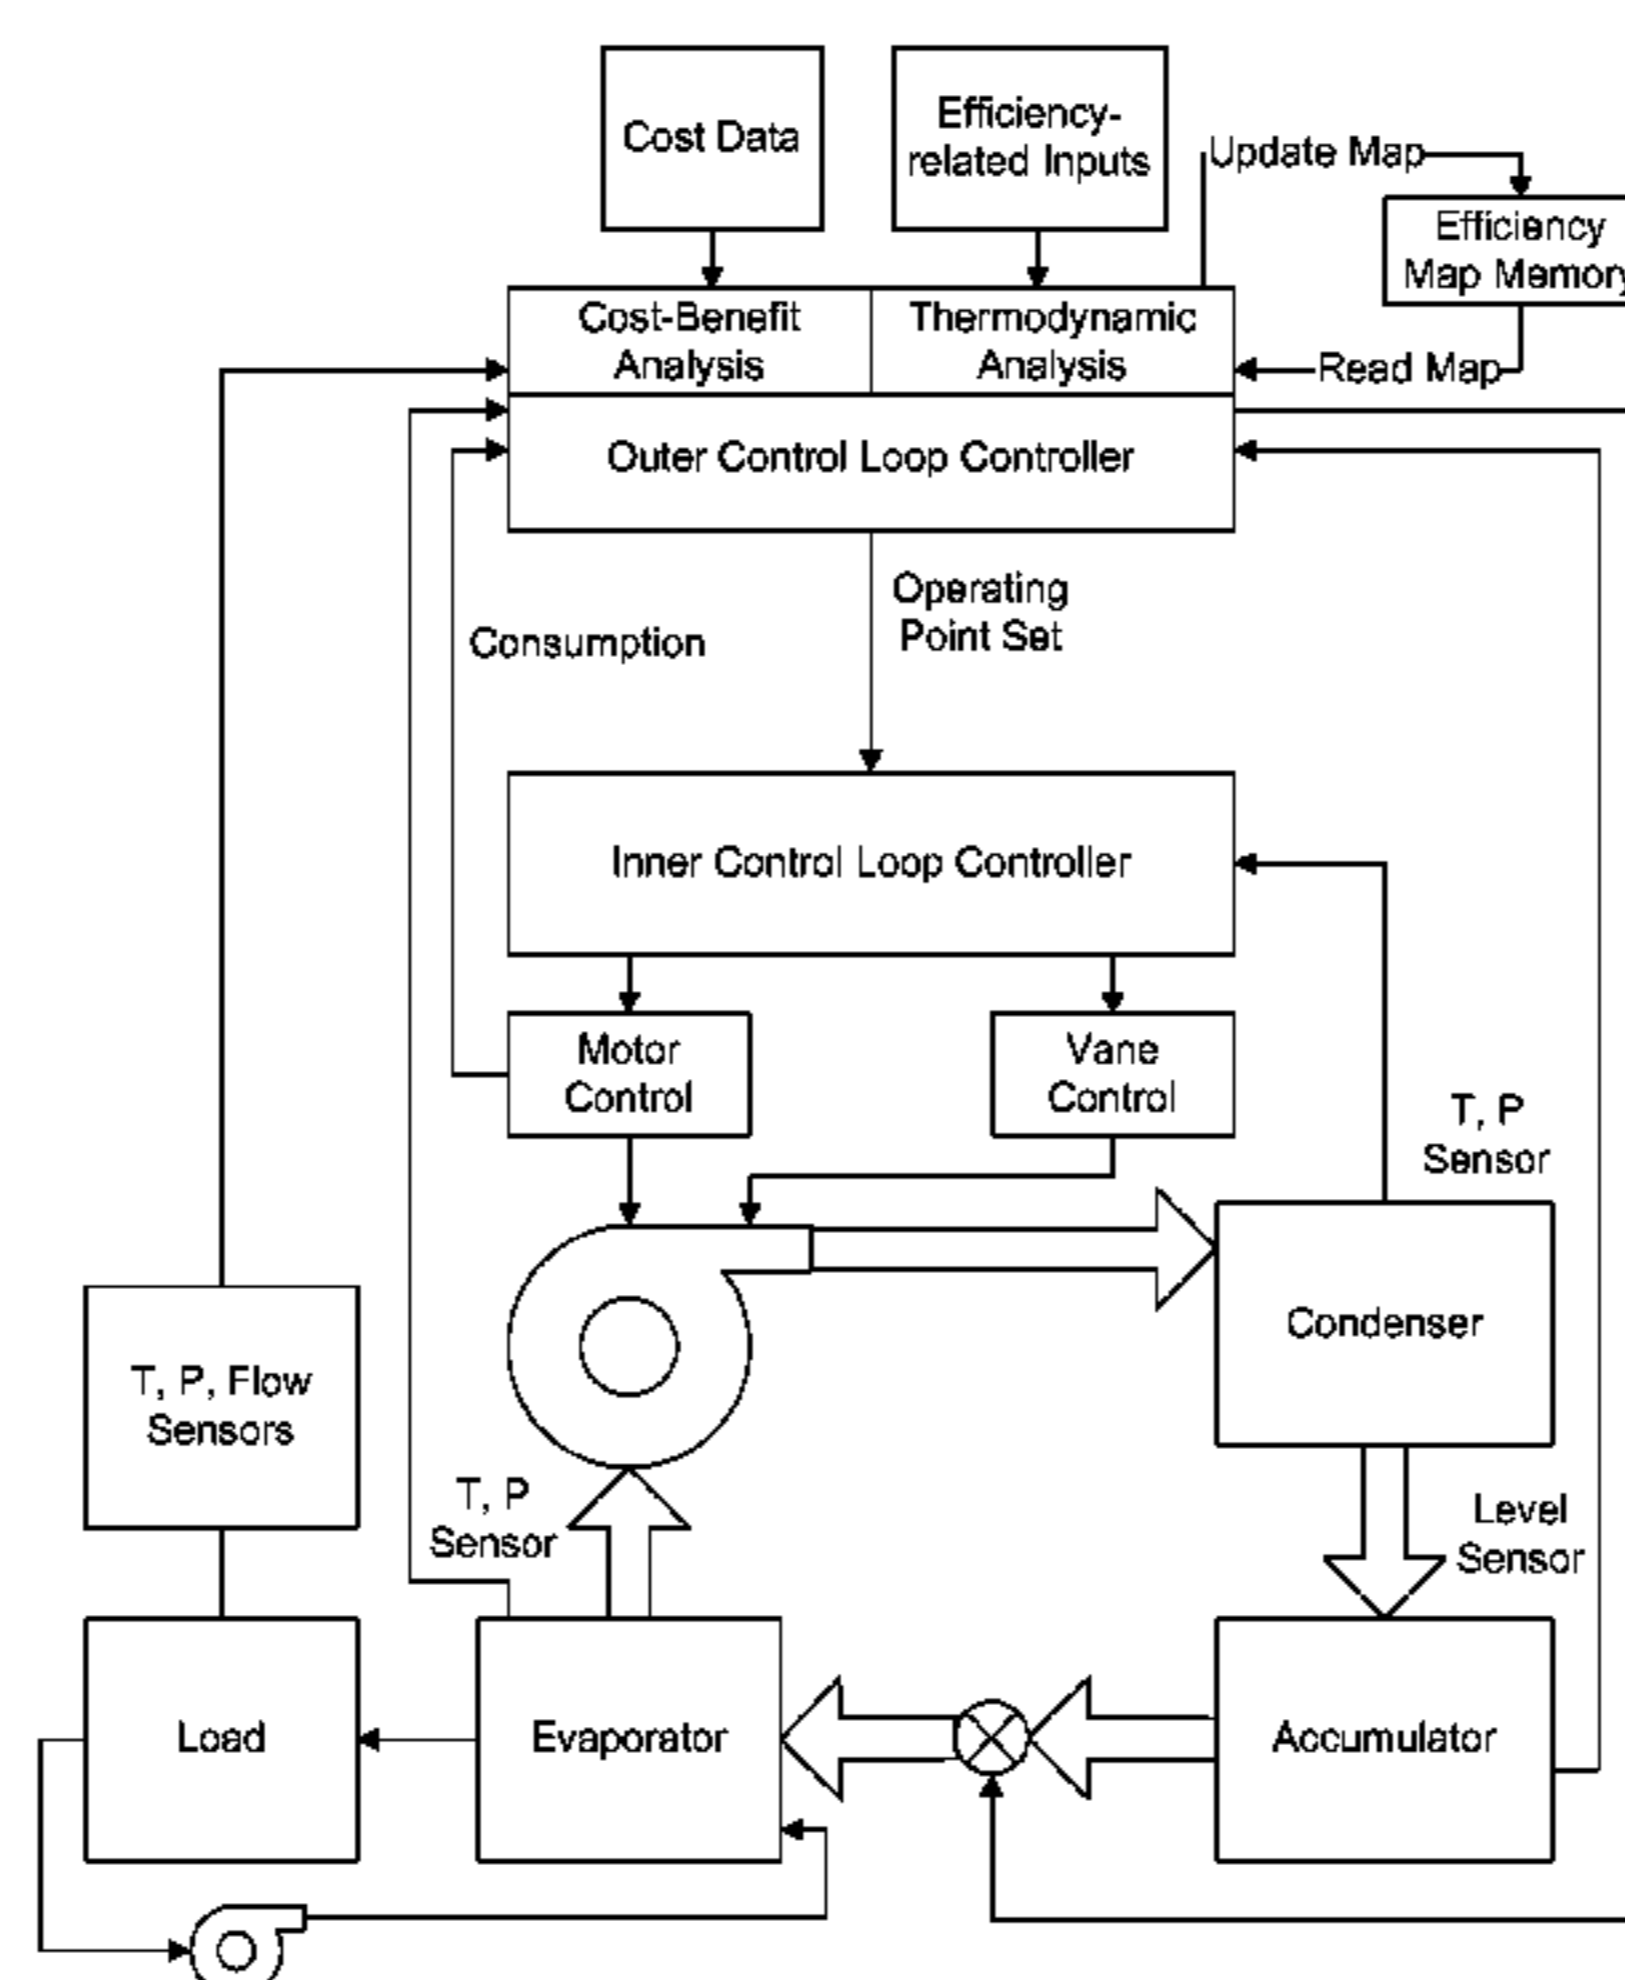 Cost Data
Efficiency-
related Inputs
Update Map
Efficiency
Map Memory
Cost-Benefit
Analysis
Thermodynamic
Analysis
Read Map
Outer Control Loop Controller
Operating
Point Set
Consumption
Inner Control Loop Controller
Motor
Control
Vane
Control
T, P
Sensor
Condenser
T, P, Flow
Sensors
T, P
Sensor
Level
Sensor
Load
Evaporator
Accumulator